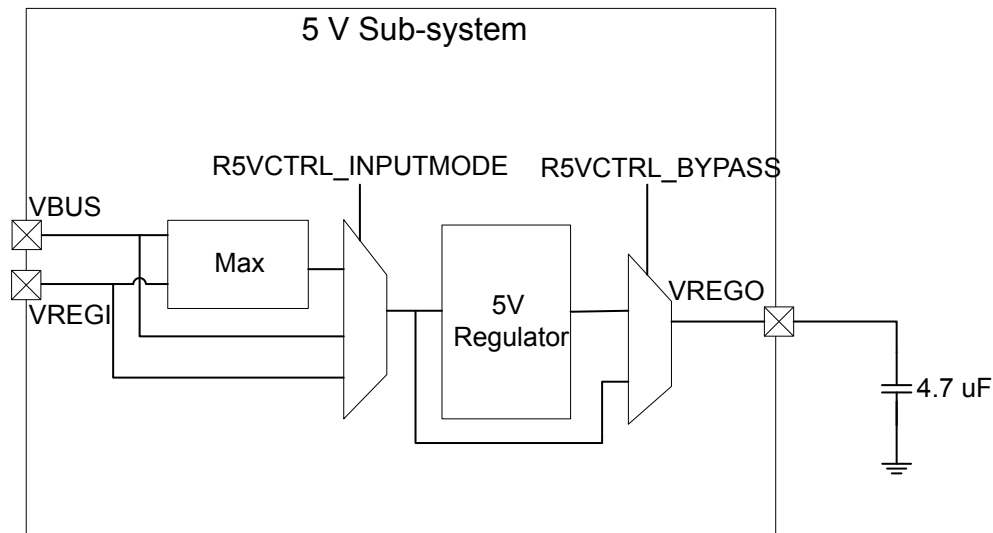 5 V Sub-system
R5VCTRL_INPUTMODE
R5VCTRL_BYPASS
VBUS
Max
VREGI
5V
Regulator
VREGO
4.7 uF